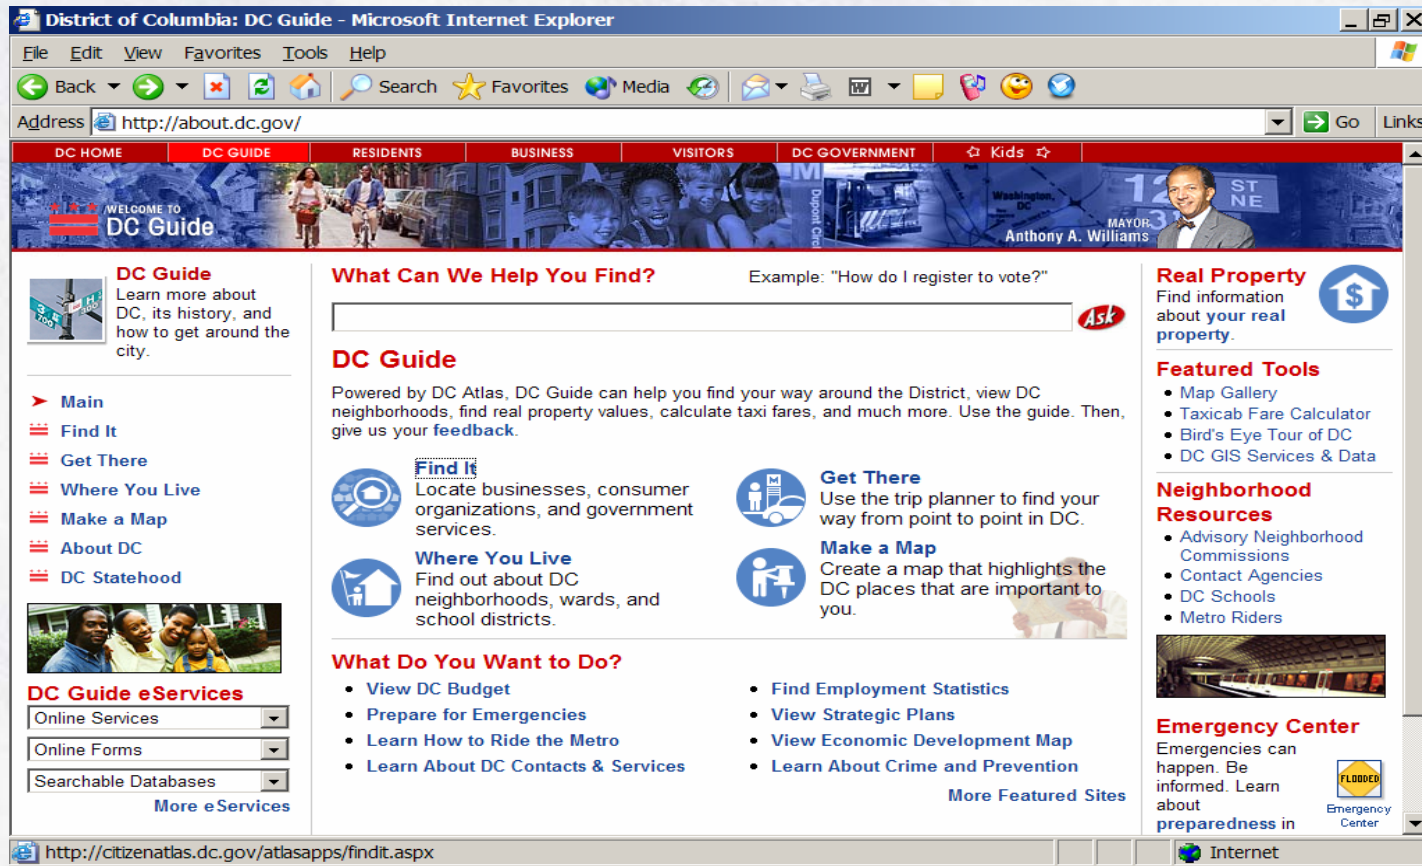 District of Columbia: DC Guide - Microsoft Internet Explorer
File Edit View Favorites Tools Help
Back Search Favorites Media
Address http://about.dc.gov/ Go Links
DC HOME DC GUIDE RESIDENTS BUSINESS VISITORS DC GOVERNMENT Kids
WELCOME TO
DC Guide
M
Dupont Circl
Washington,
DC
12 ST
NE
MAYOR
Anthony A. Williams
3 700
H 300
DC Guide
Learn more about
DC, its history, and
how to get around the
city.
Main
Find It
Get There
Where You Live
Make a Map
About DC
DC Statehood
DC Guide eServices
Online Services
Online Forms
Searchable Databases
More eServices
What Can We Help You Find? Example: "How do I register to vote?"
Ask
DC Guide
Powered by DC Atlas, DC Guide can help you find your way around the District, view DC
neighborhoods, find real property values, calculate taxi fares, and much more. Use the guide. Then,
give us your feedback.
Find It
Locate businesses, consumer
organizations, and government
services.
Where You Live
Find out about DC
neighborhoods, wards, and
school districts.
M
Get There
Use the trip planner to find your
way from point to point in DC.
Make a Map
Create a map that highlights the
DC places that are important to
you.
What Do You Want to Do?
View DC Budget
Prepare for Emergencies
Learn How to Ride the Metro
Learn About DC Contacts & Services
Find Employment Statistics
View Strategic Plans
View Economic Development Map
Learn About Crime and Prevention
More Featured Sites
Real Property
Find information
about your real
property.
$
Featured Tools
Map Gallery
Taxicab Fare Calculator
Bird's Eye Tour of DC
DC GIS Services & Data
Neighborhood
Resources
Advisory Neighborhood
Commissions
Contact Agencies
DC Schools
Metro Riders
Emergency Center
Emergencies can
happen. Be
informed. Learn
about
preparedness in
FLOODED
Emergency
Center
http://citizenatlas.dc.gov/atlasapps/findit.aspx Internet